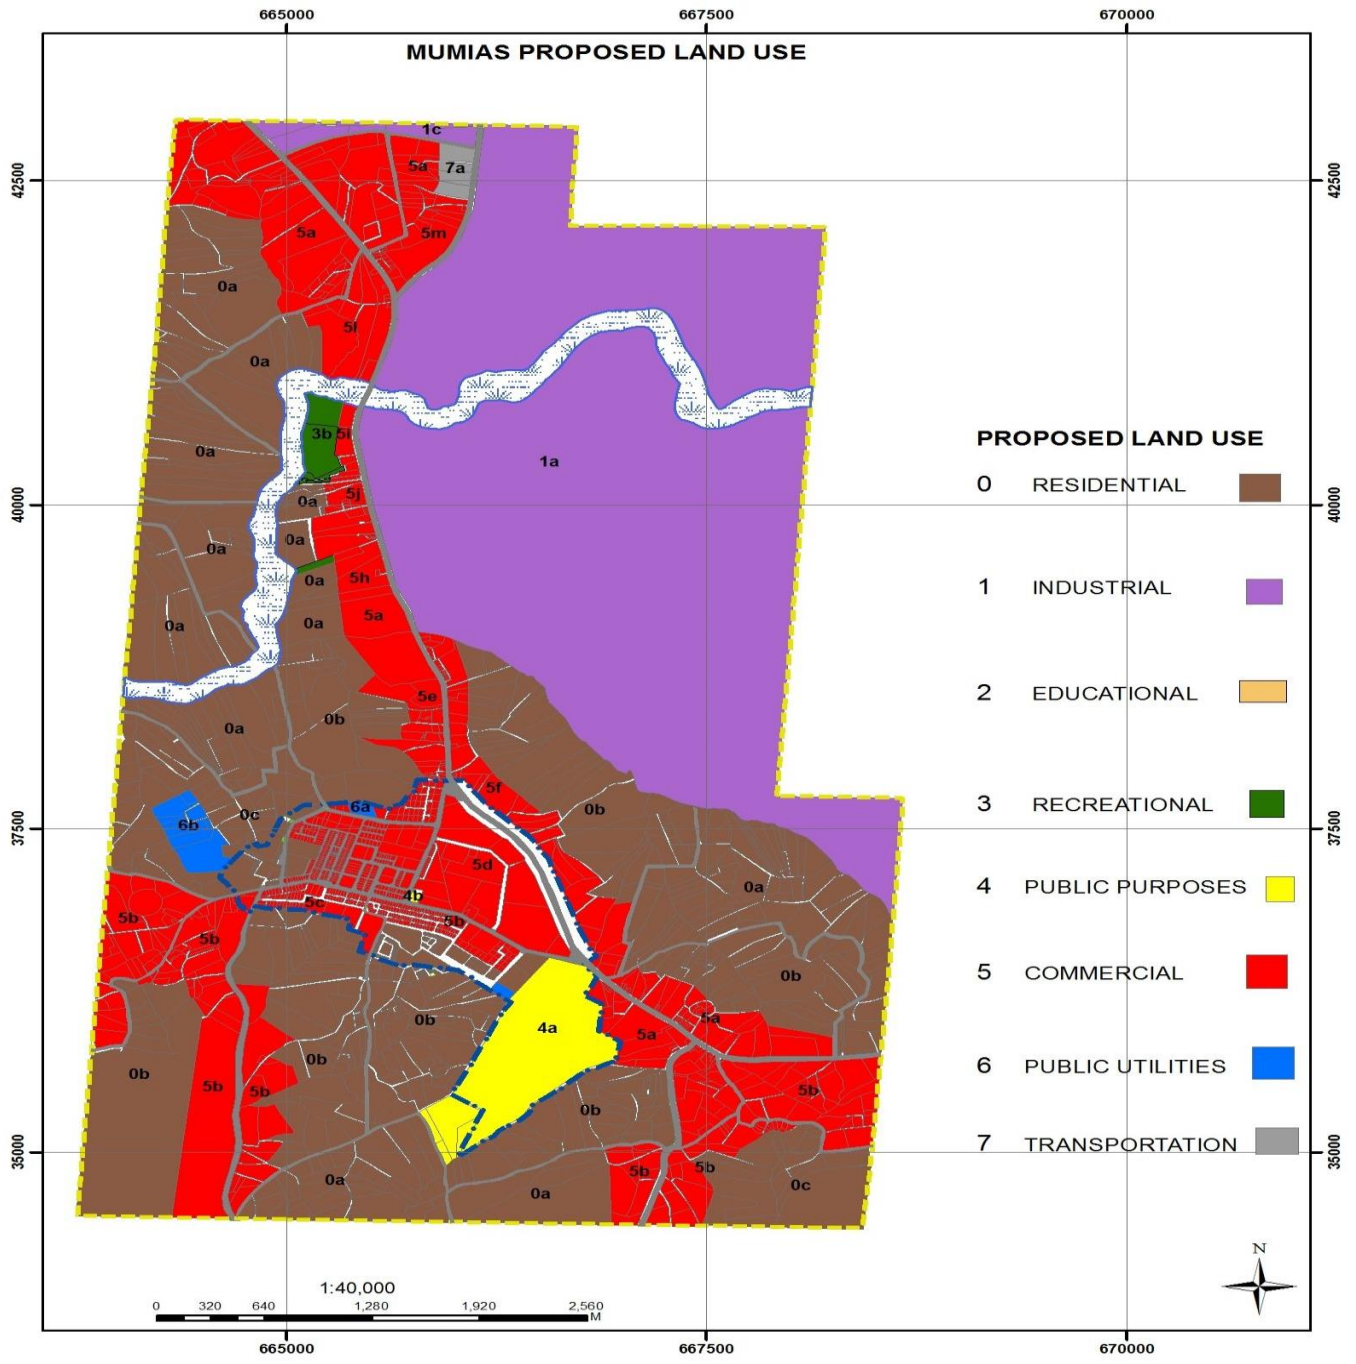 665000 667500 670000
MUMIAS PROPOSED LAND USE
1c
5a 7a
42500 42500
5a 5m
0a
5l
0a
3b 5l
0a
1a
PROPOSED LAND USE
0 RESIDENTIAL
5j
0a
40000 40000
0a
0a
5h
0a
1 INDUSTRIAL
5a
0a
0a
5e
2 EDUCATIONAL
0b
0a
5f
3 RECREATIONAL
6a
0b
0c
6b
37500 37500
5d
4 PUBLIC PURPOSES
0a
4b
5c
5b
5b
5b
5 COMMERCIAL
0b
0b
5a
4a
5a
0b
6 PUBLIC UTILITIES
0b
5b
5b
5b
0b
7 TRANSPORTATION
35000 35000
5b
5b
0a
0c
0a
N
1:40,000
0 320 640 1,280 1,920 2,560
M
665000 667500 670000